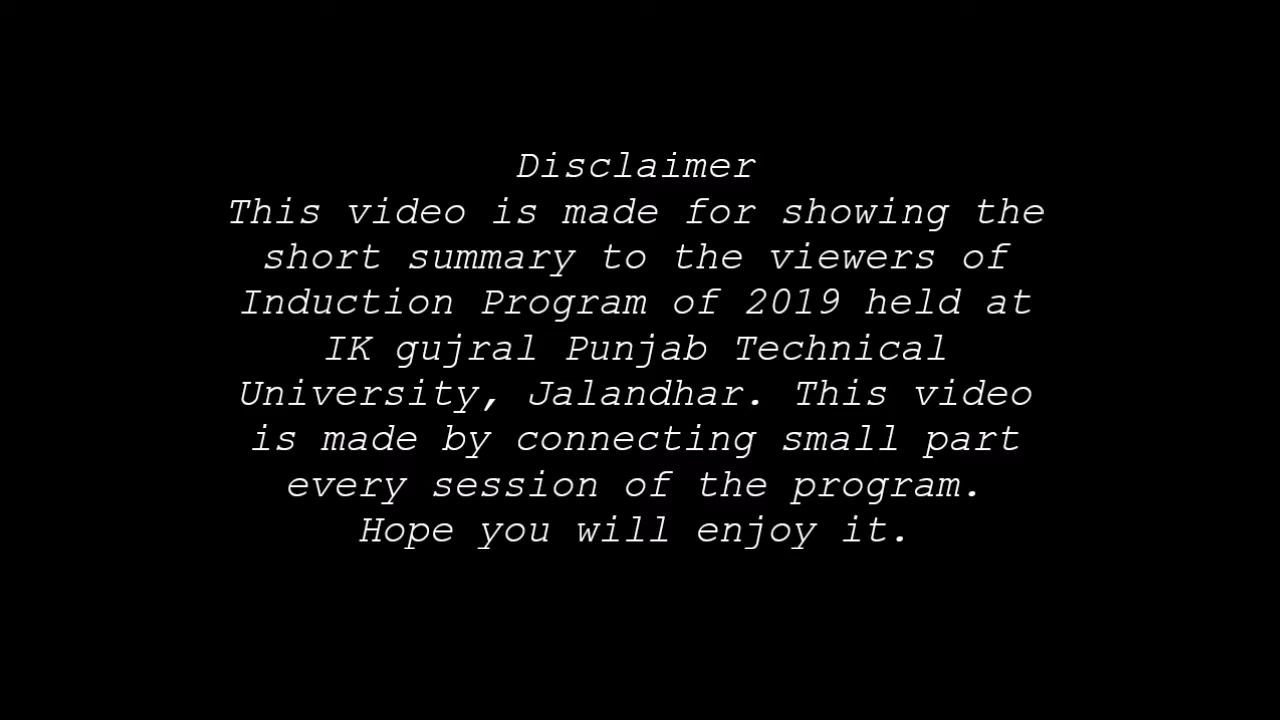 Disclaimer
This video is made for showing the
short summary to the viewers of
Induction Program of 2019 held at
IK gujral Punjab Technical
University, Jalandhar. This video
is made by connecting small part
every session of the program.
Hope you will enjoy it.